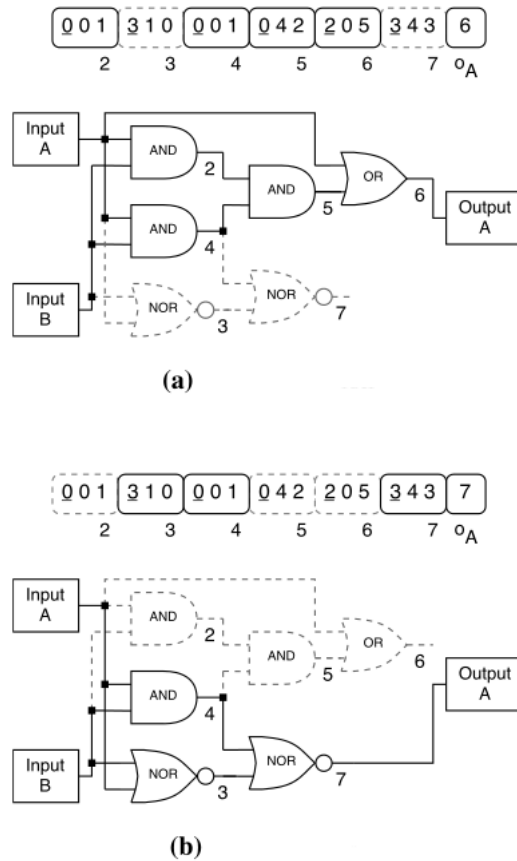 0 0 1 3 1 0 0 0 1 0 4 2 2 0 5 3 4 3 6
2 3 4 5 6 7 oA
Input A
AND
2
AND
OR
5
6
AND
4
Output A
Input B
NOR
3
NOR
7
(a)
0 0 1 3 1 0 0 0 1 0 4 2 2 0 5 3 4 3 7
2 3 4 5 6 7 oA
Input A
AND
2
AND
OR
5
6
AND
4
Output A
Input B
NOR
3
NOR
7
(b)